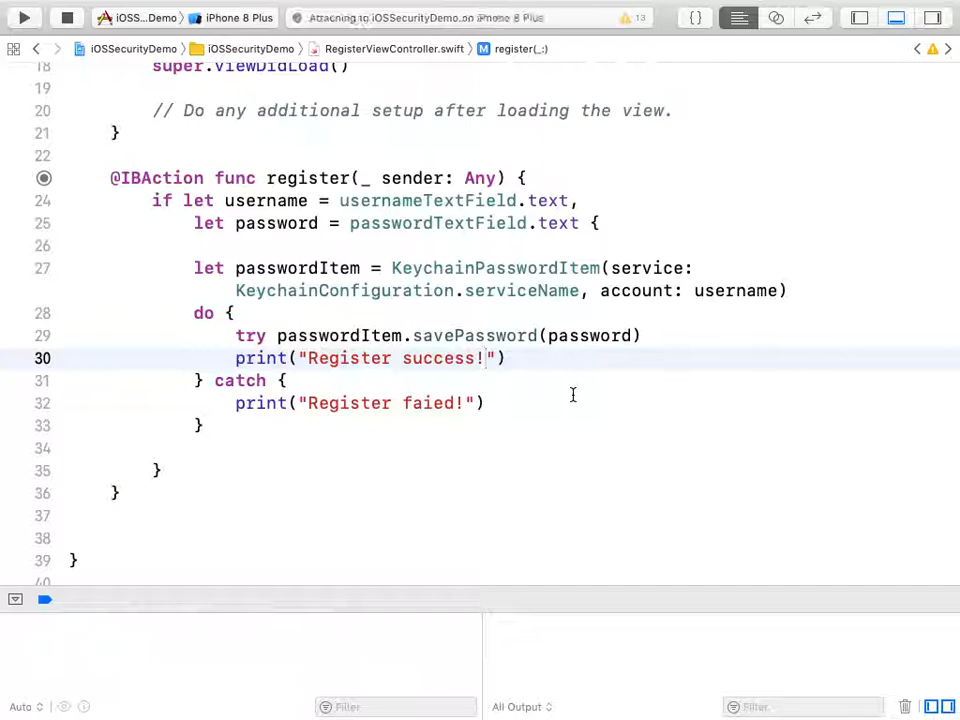 iOSS...Demo iPhone 8 Plus Attaching to iOSSecurityDemo.on iPhone 8 Plus 13
iOSSecurityDemo iOSSecurityDemo RegisterViewController.swift M register(_:)
18 super.viewDidLoad()
19
20 // Do any additional setup after loading the view.
21 }
22
@IBAction func register(_ sender: Any) {
24 if let username = usernameTextField.text,
25 let password = passwordTextField.text {
26
27 let passwordItem = KeychainPasswordItem(service:
KeychainConfiguration.serviceName, account: username)
28 do {
29 try passwordItem.savePassword(password)
30 print("Register success!")
31 } catch {
32 print("Register faied!")
33 }
34
35 }
36 }
37
38
39 }
40
Auto Filter All Output Filter